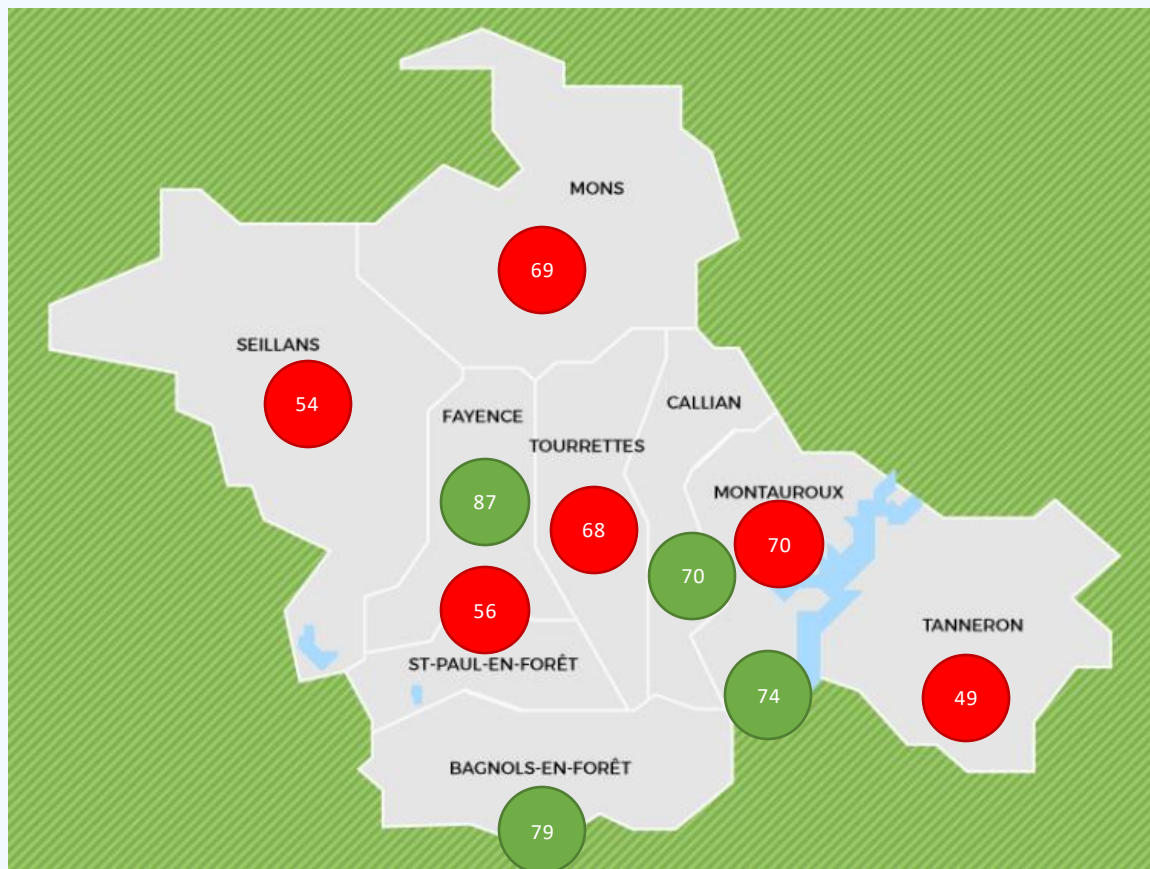 MONS
69
SEILLANS
54
FAYENCE
87
TOURRETTES
68
CALLIAN
70
MONTAUROUX
70
56
ST-PAUL-EN-FORÊT
TANNERON
49
74
BAGNOLS-EN-FORÊT
79